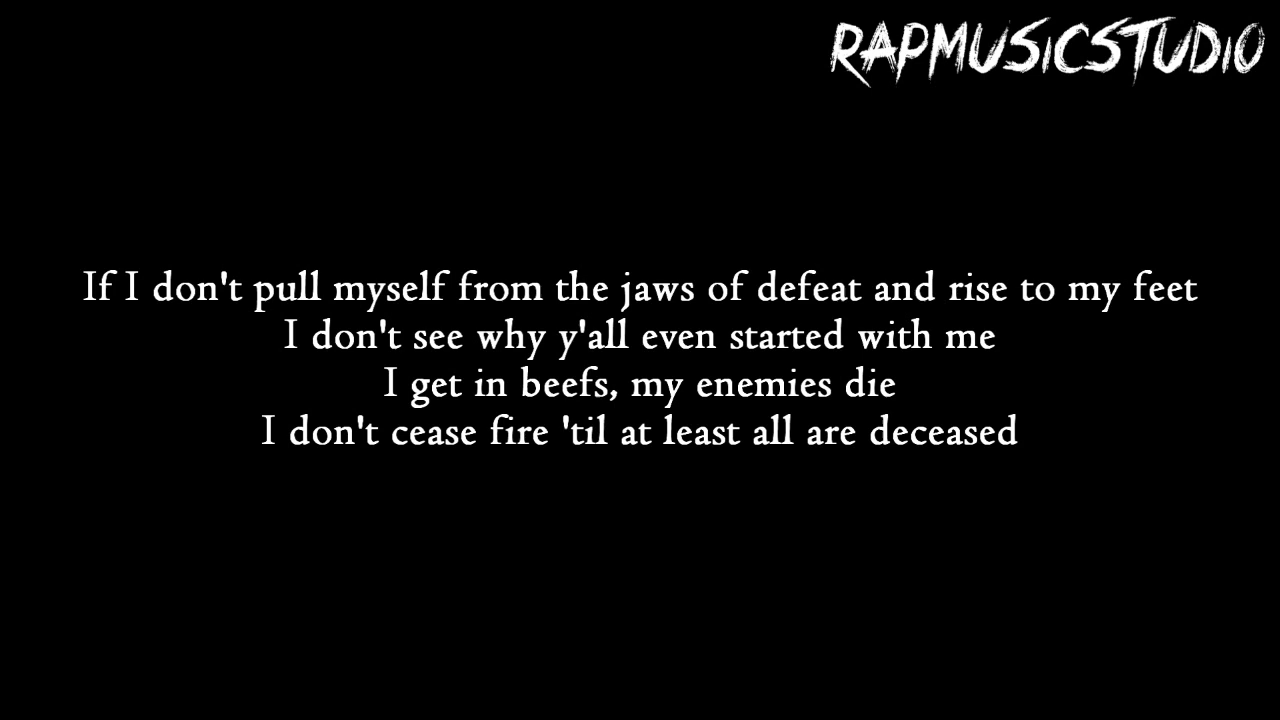 RAPMUSICSTUDIO
If I don't pull myself from the jaws of defeat and rise to my feet
I don't see why y'all even started with me
I get in beefs, my enemies die
I don't cease fire 'til at least all are deceased